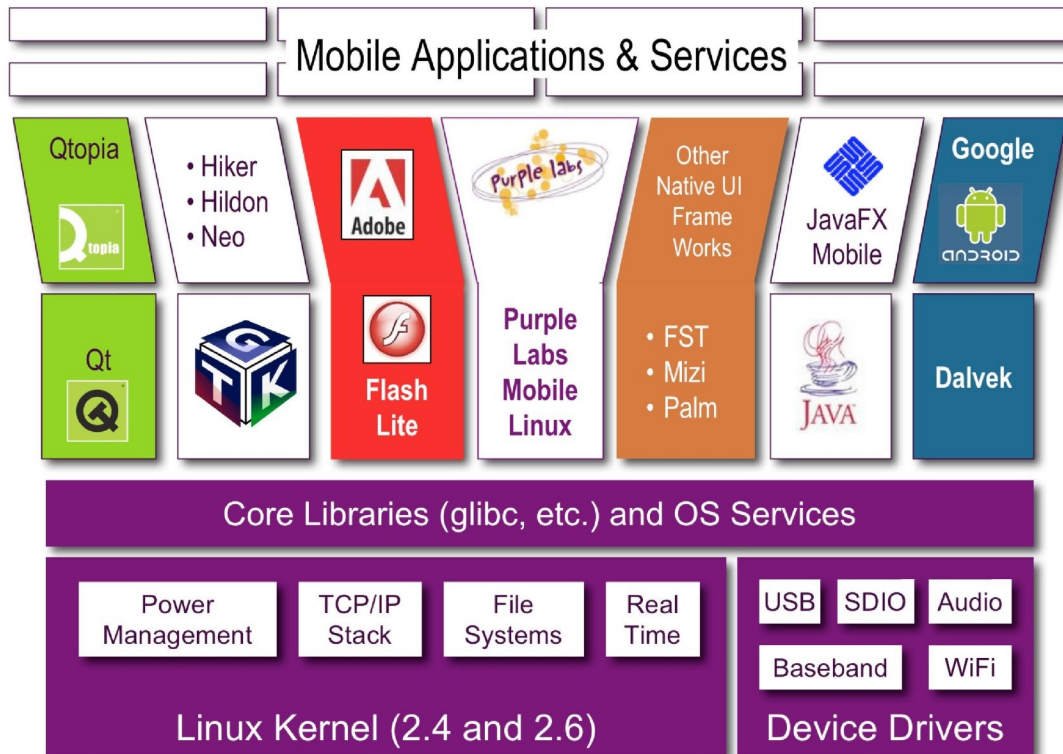 Mobile Applications & Services
Qtopia
Qtopia
• Hiker
• Hildon
• Neo
Adobe
Purple labs
Other
Native UI
Frame
Works
JavaFX
Mobile
Google
ANDROID
Qt
GTK
Flash
Lite
Purple
Labs
Mobile
Linux
• FST
• Mizi
• Palm
JAVA
Dalvek
Core Libraries (glibc, etc.) and OS Services
Power
Management
TCP/IP
Stack
File
Systems
Real
Time
Linux Kernel (2.4 and 2.6)
USB
SDIO
Audio
Baseband
WiFi
Device Drivers